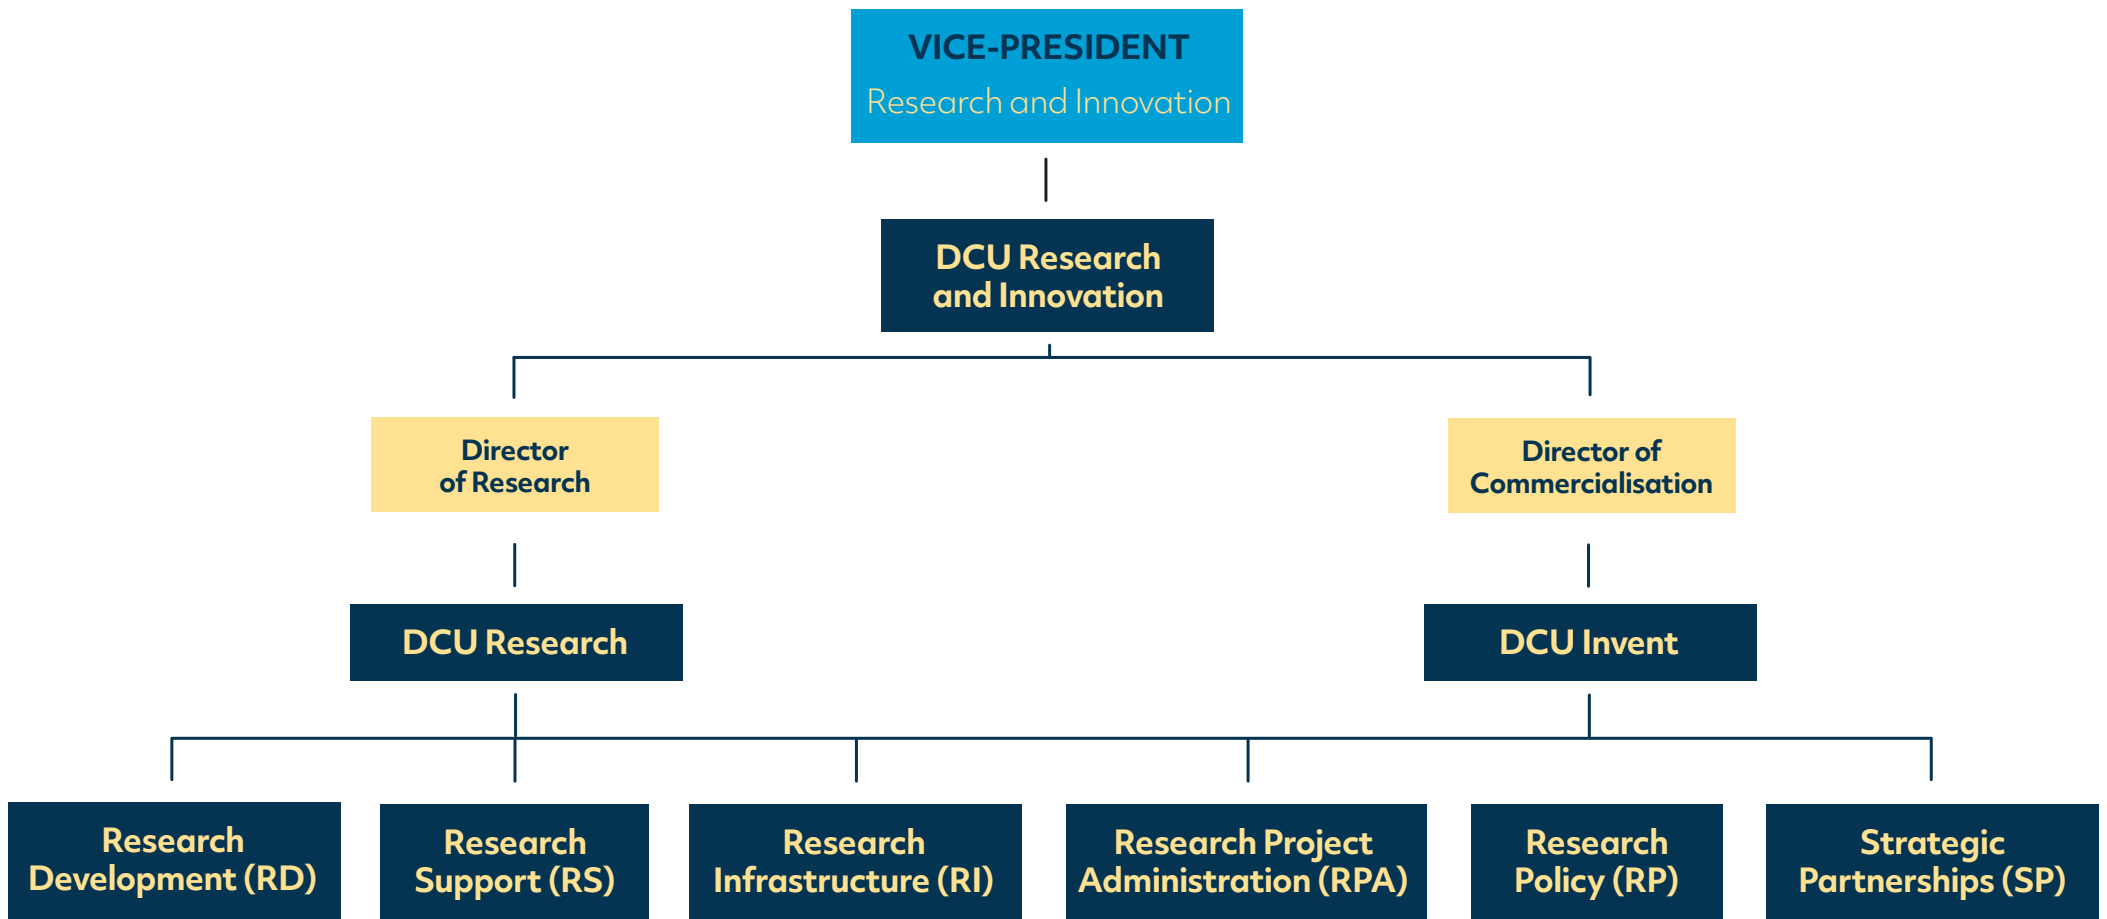 VICE-PRESIDENT
Research and Innovation
DCU Research
and Innovation
Director
of Research
Director of
Commercialisation
DCU Research
DCU Invent
Research
Development (RD)
Research
Support (RS)
Research
Infrastructure (RI)
Research Project
Administration (RPA)
Research
Policy (RP)
Strategic
Partnerships (SP)